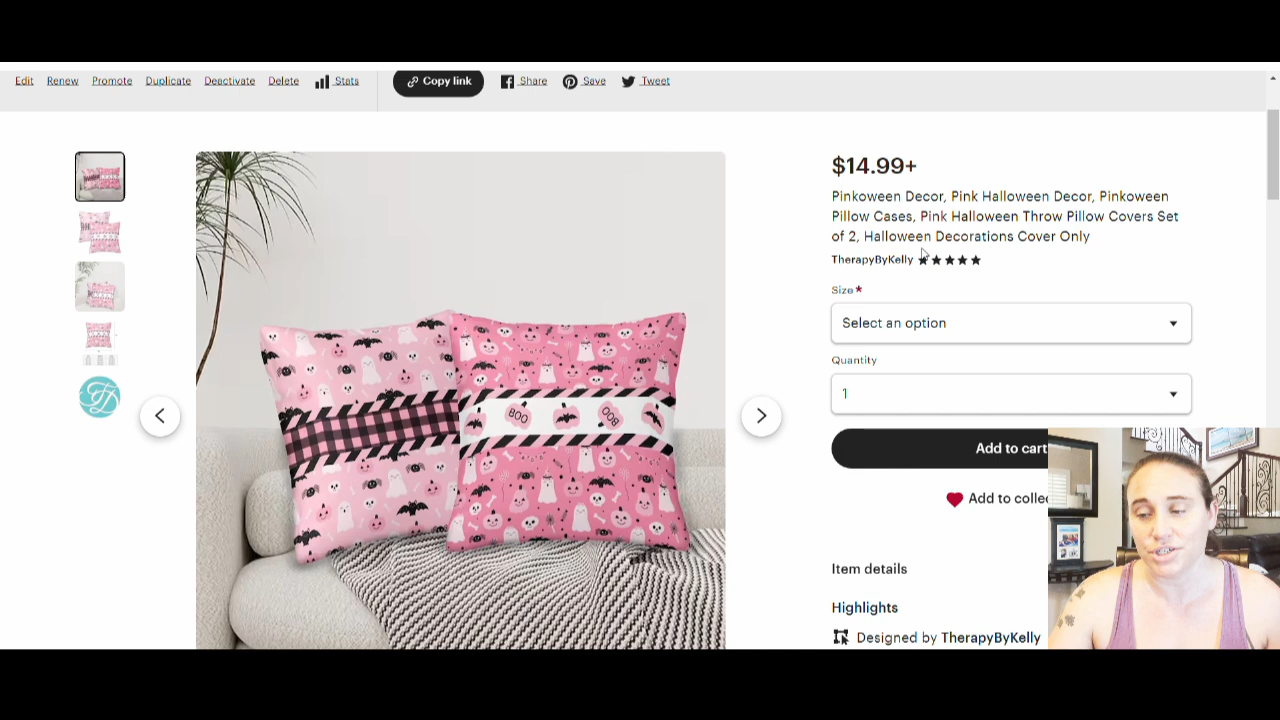 Edit Renew Promote Duplicate Deactivate Delete Stats Copy link Share Save Tweet
$14.99+
Pinkoween Decor, Pink Halloween Decor, Pinkoween
Pillow Cases, Pink Halloween Throw Pillow Covers Set
of 2, Halloween Decorations Cover Only
TherapyByKelly
Size*
Select an option
Quantity
1
BOO
BOO
Add to cart
Add to collec
Item details
Highlights
Designed by TherapyByKelly